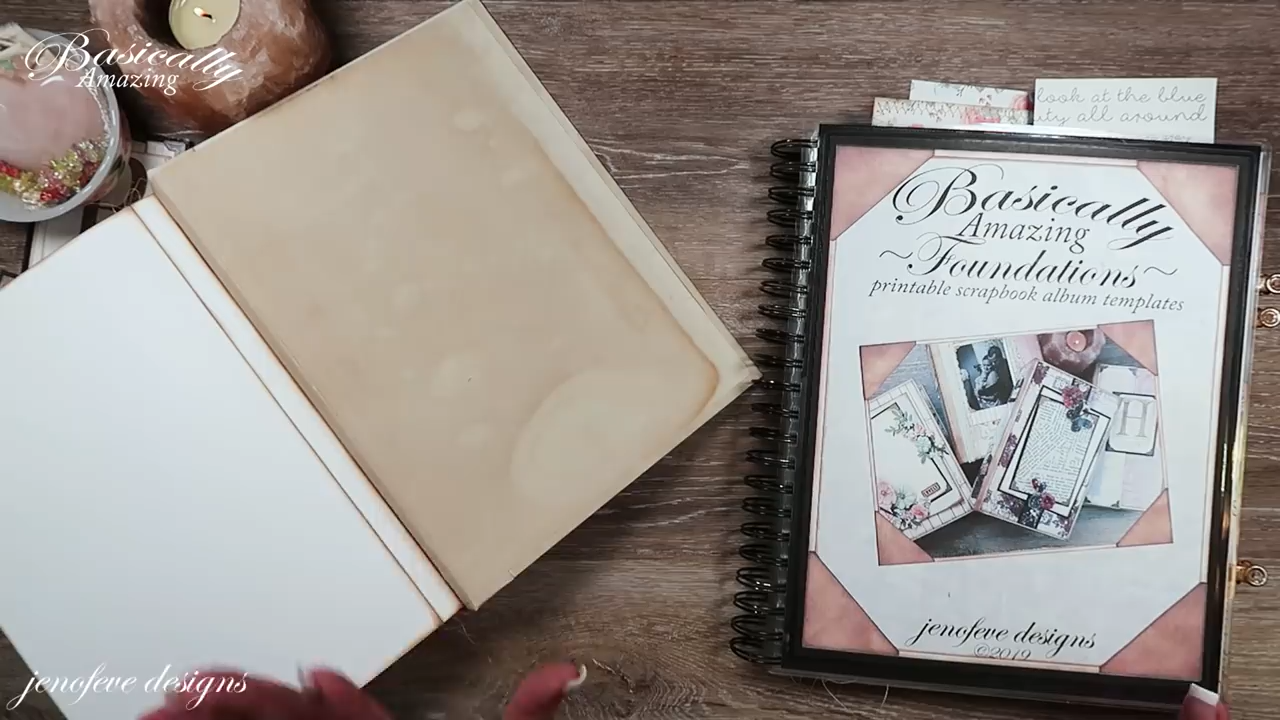 Basically
Amazing
look at the blue
uty all around
Basically
Amazing
~Foundations~
printable scrapbook album templates
H
jenofeve designs
©2019
jenofeve designs